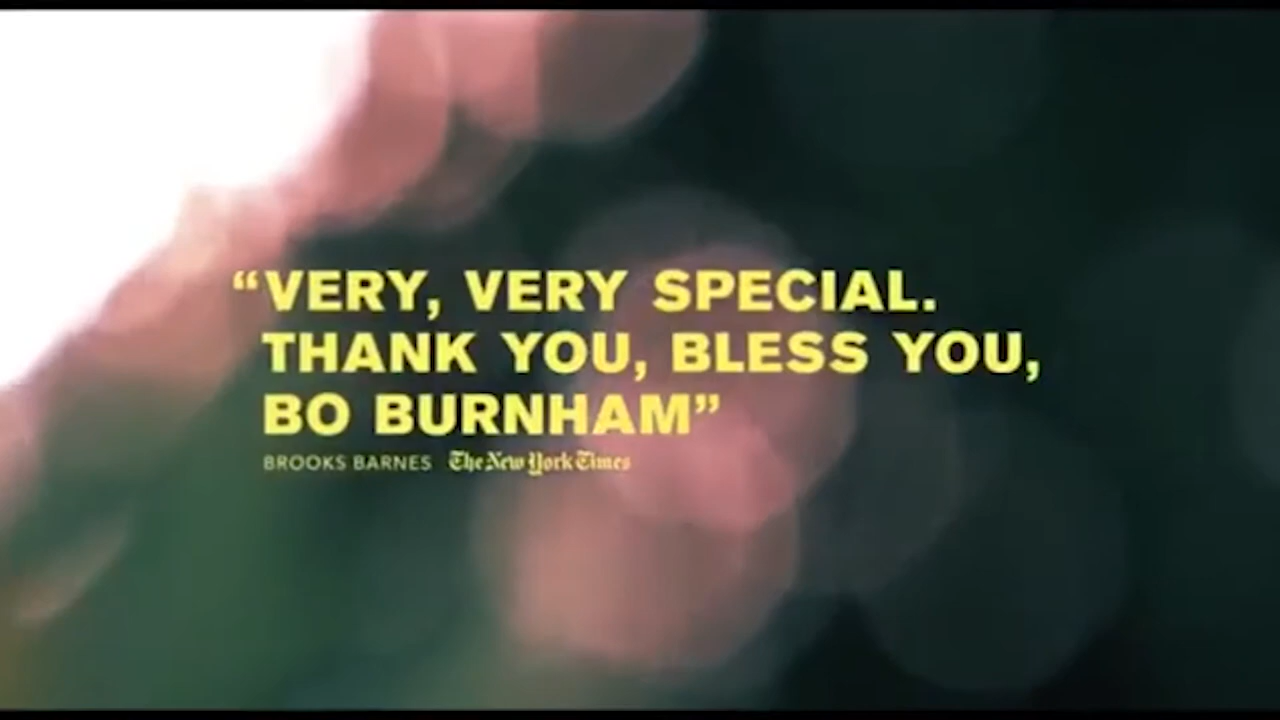 “VERY, VERY SPECIAL.
THANK YOU, BLESS YOU,
BO BURNHAM”
BROOKS BARNES The New York Times